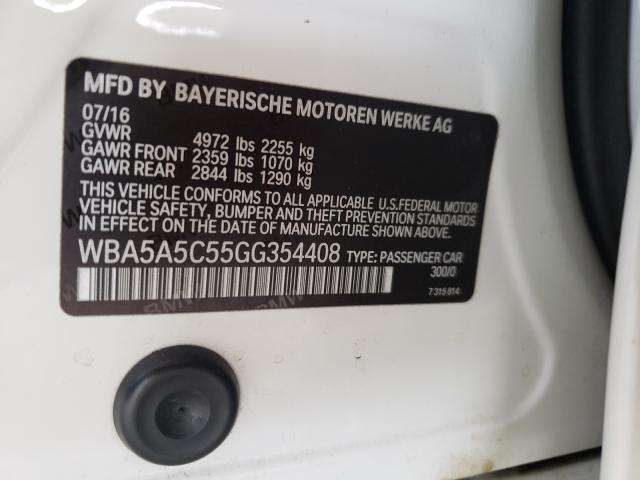 MFD BY BAYERISCHE MOTOREN WERKE AG
07/16
GVWR 4972 lbs 2255 kg
GAWR FRONT 2359 lbs 1070 kg
GAWR REAR 2844 lbs 1290 kg
THIS VEHICLE CONFORMS TO ALL APPLICABLE U.S.FEDERAL MOTOR
VEHICLE SAFETY, BUMPER AND THEFT PREVENTION STANDARDS
IN EFFECT ON THE DATE OF MANUFACTURE SHOWN ABOVE.
WBA5A5C55GG354408 TYPE: PASSENGER CAR
300/0
7 315 814